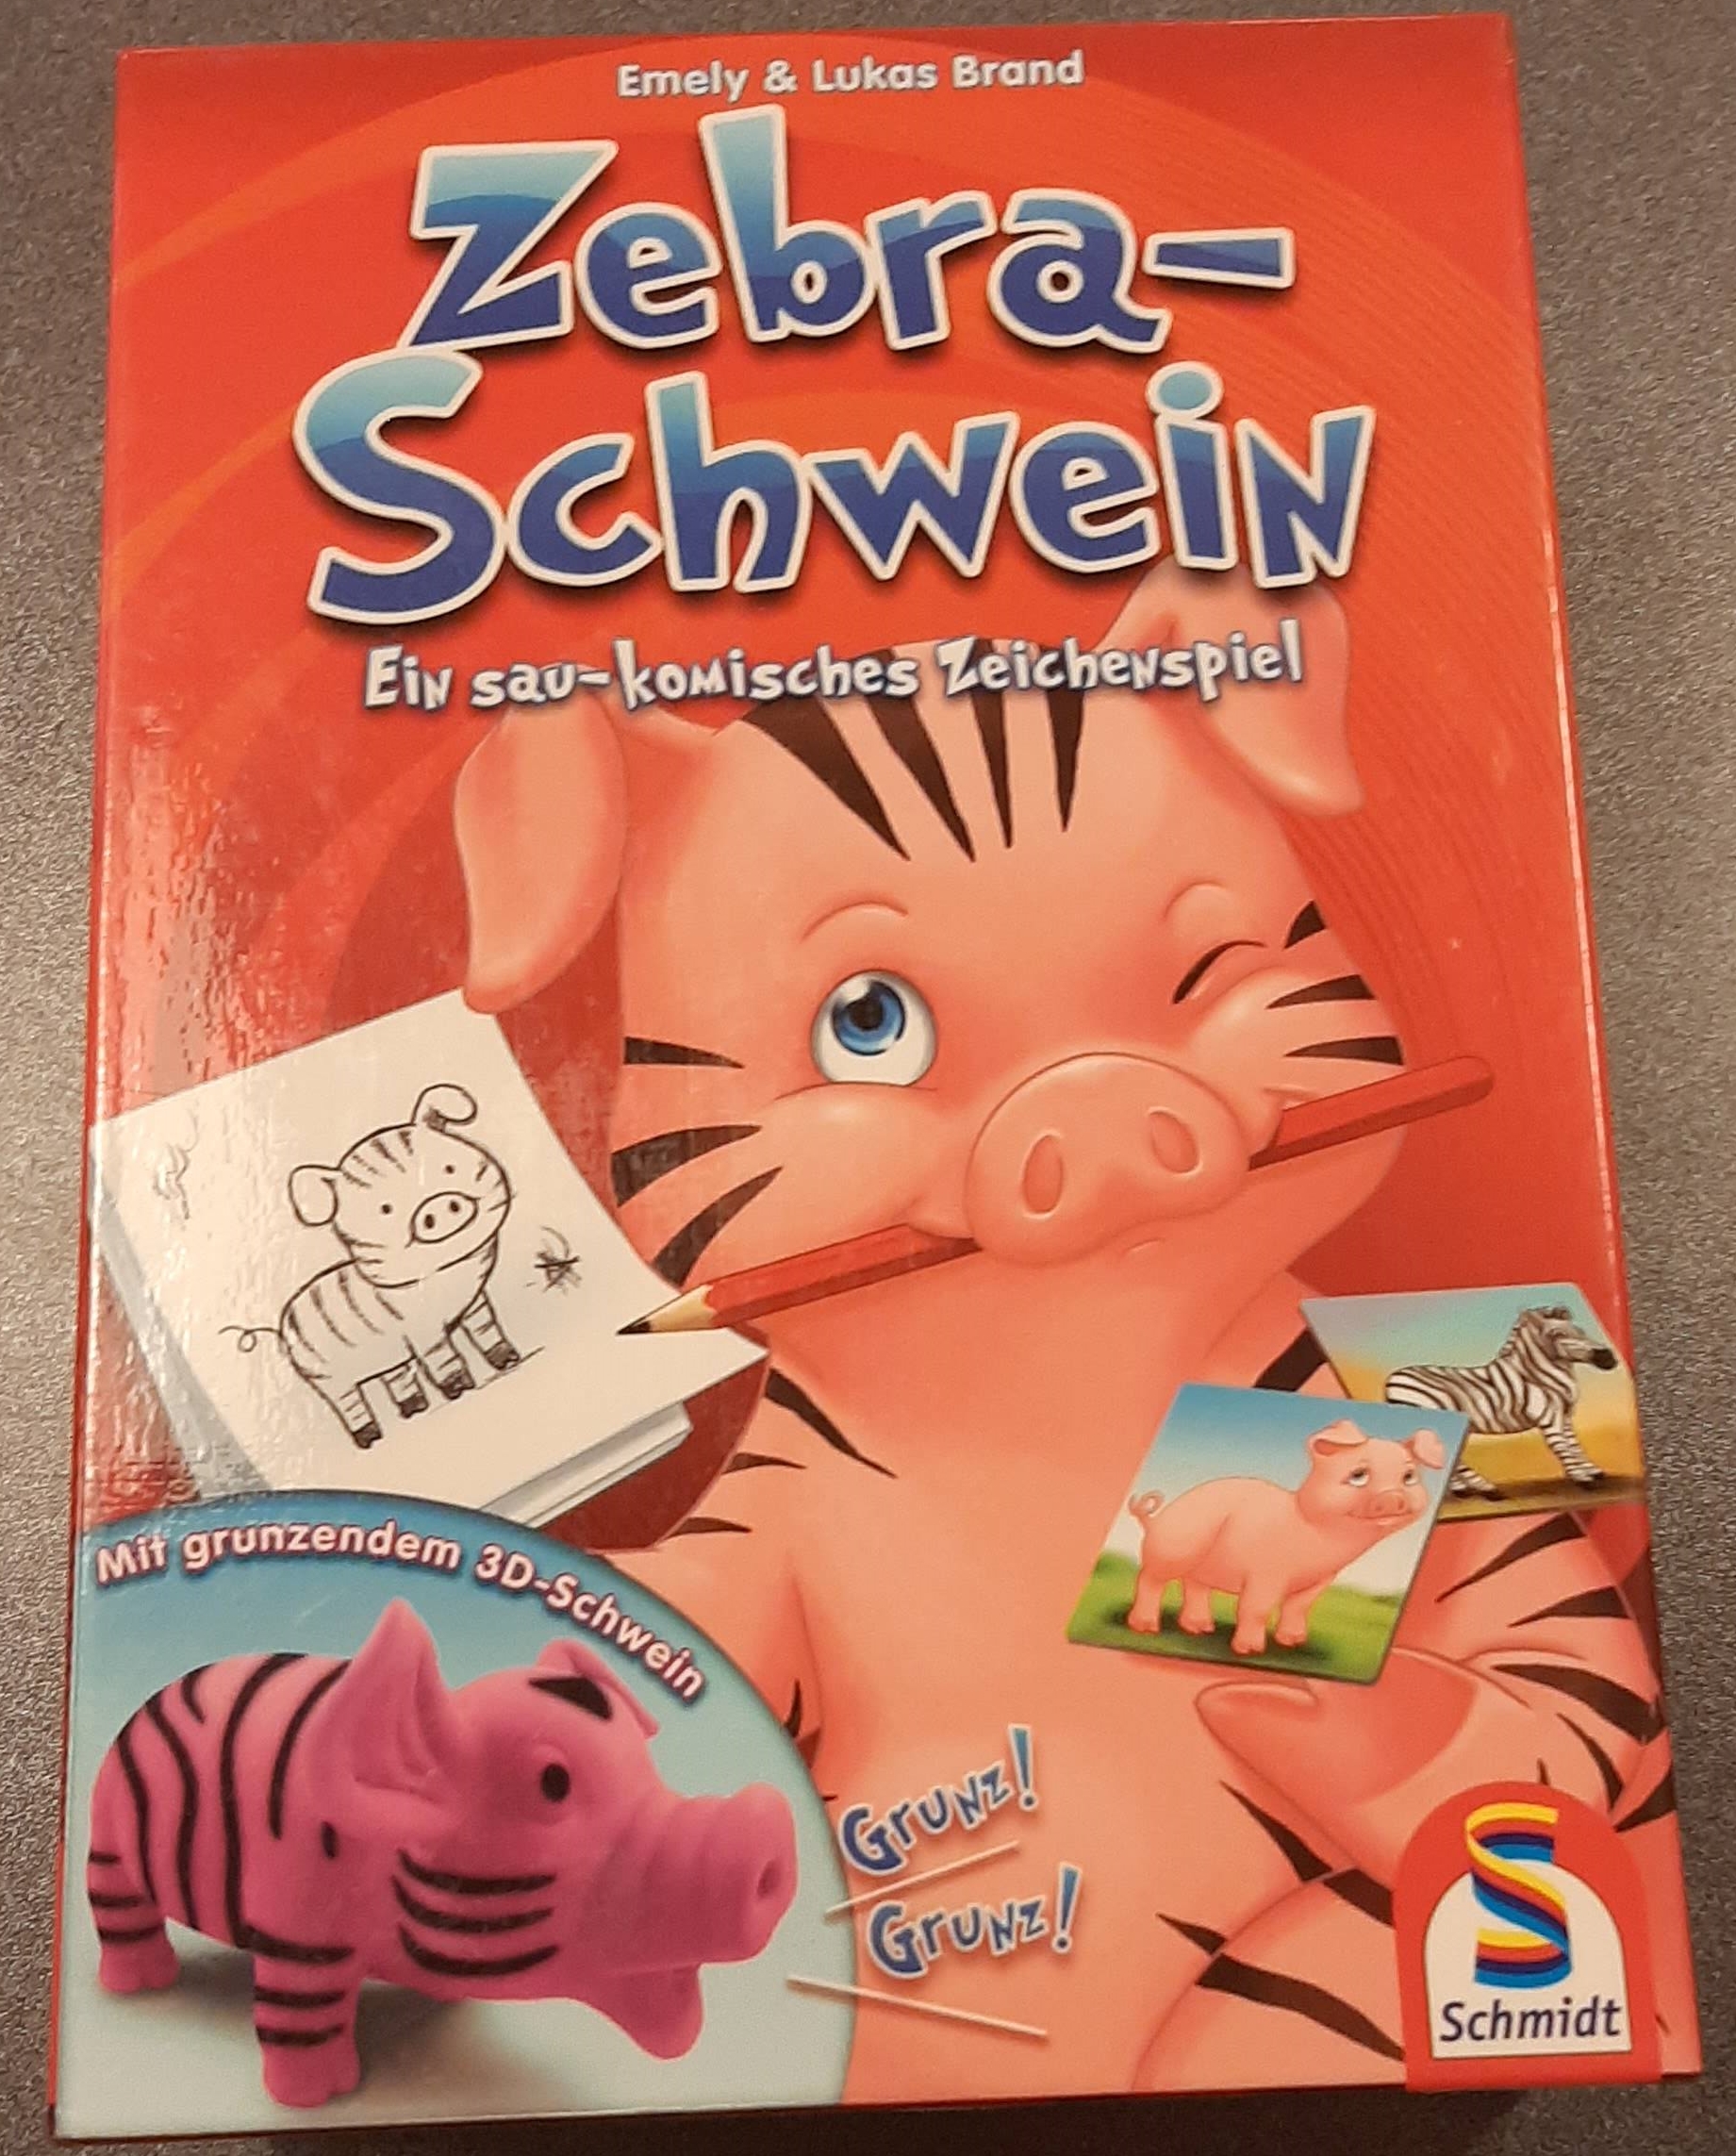 Emely & Lukas Brand
Zebra-
Schwein
Ein sau-komisches Zeichenspiel
Mit grunzendem 3D-Schwein
Grunz!
Grunz!
Schmidt